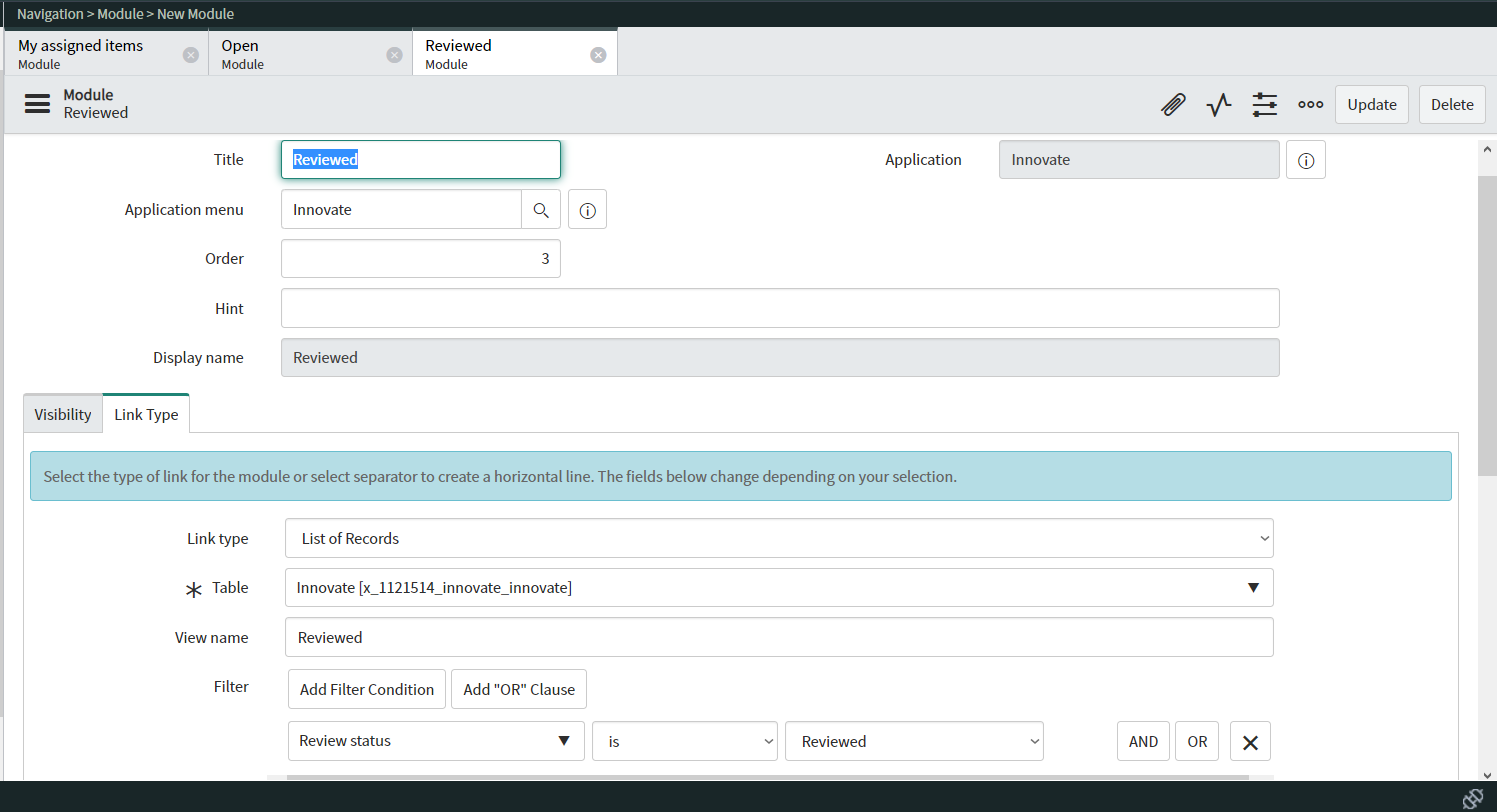 Navigation > Module > New Module
My assigned items
Module
Open
Module
Reviewed
Module
Module
Reviewed
Update
Delete
Title
Reviewed
Application
Innovate
Application menu
Innovate
Order
3
Hint
Display name
Reviewed
Visibility
Link Type
Select the type of link for the module or select separator to create a horizontal line. The fields below change depending on your selection.
Link type
List of Records
Table
Innovate [x_1121514_innovate_innovate]
View name
Reviewed
Filter
Add Filter Condition
Add "OR" Clause
Review status
is
Reviewed
AND
OR